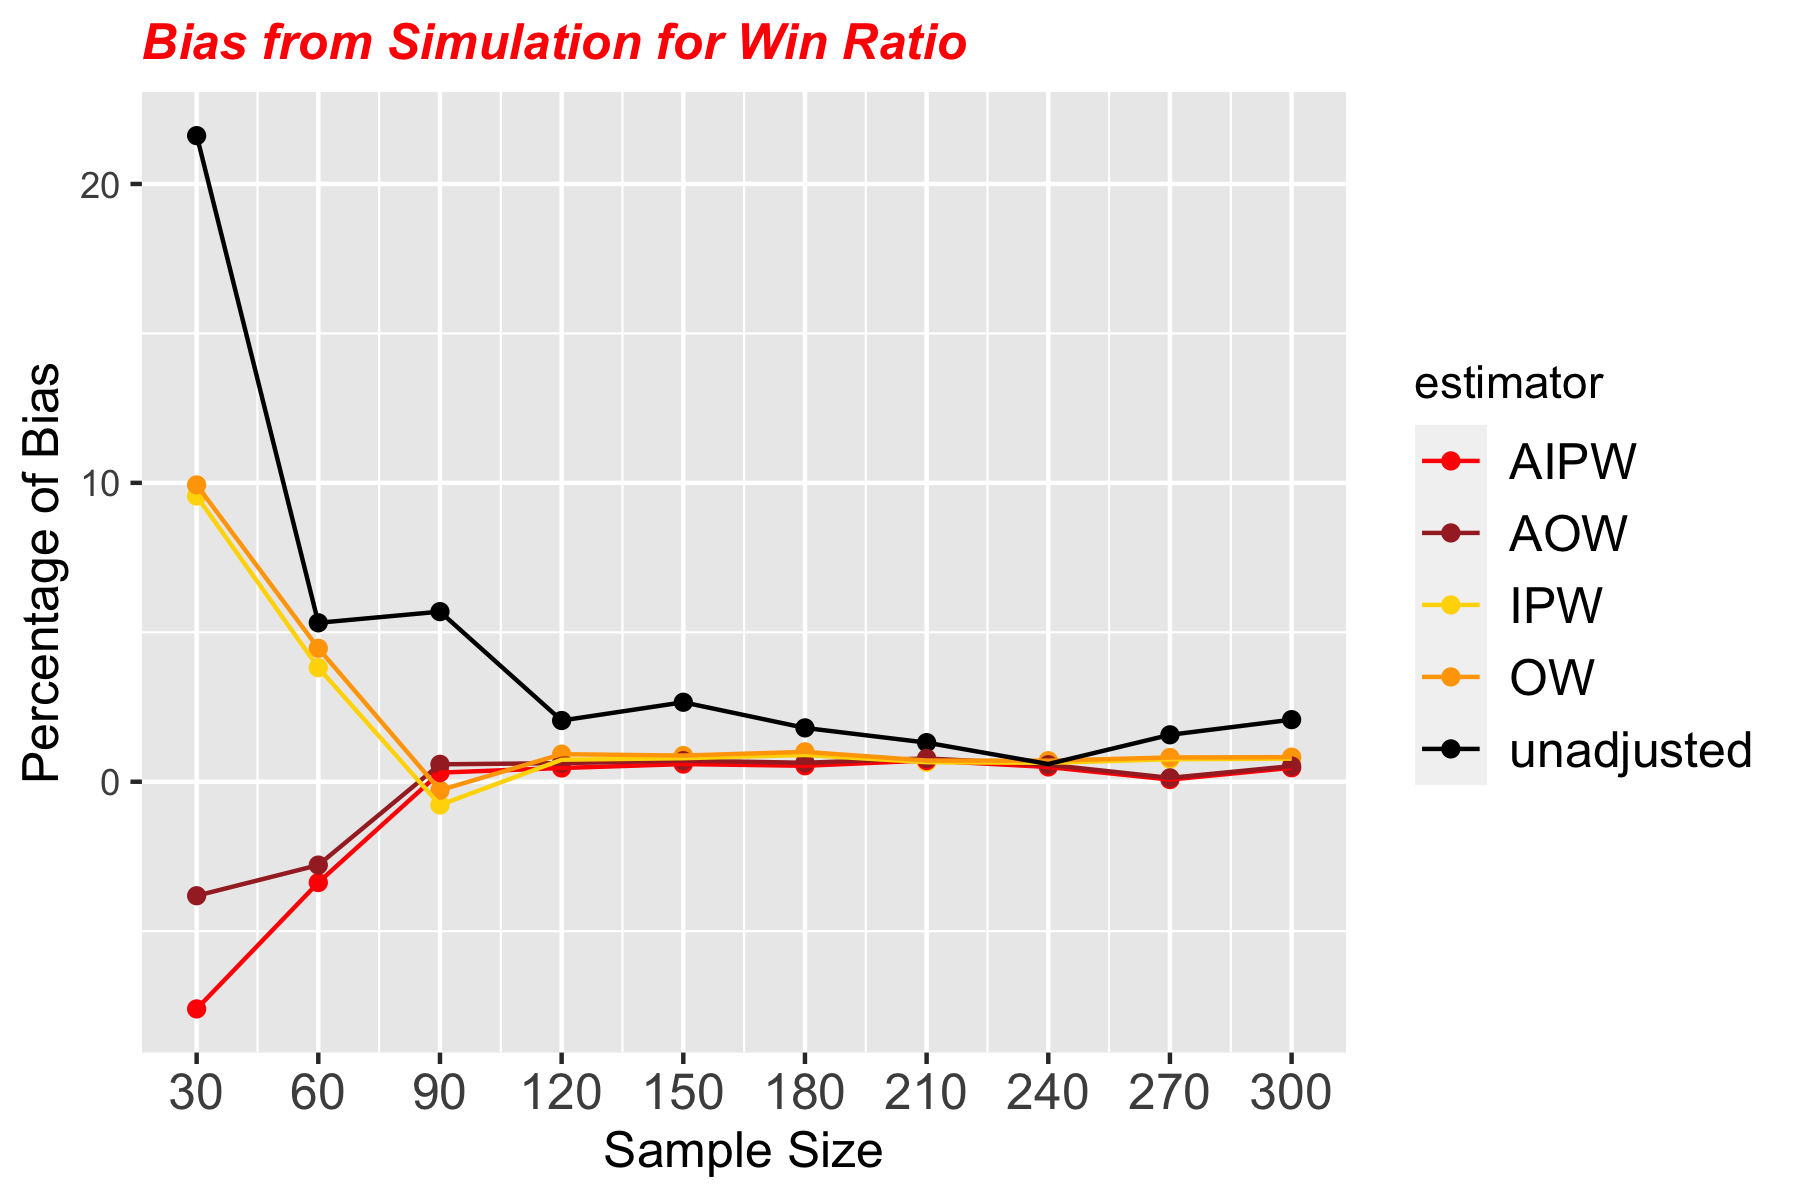 Bias from Simulation for Win Ratio
Percentage of Bias
20
10
0
30 60 90 120 150 180 210 240 270 300
Sample Size
estimator
AIPW
AOW
IPW
OW
unadjusted